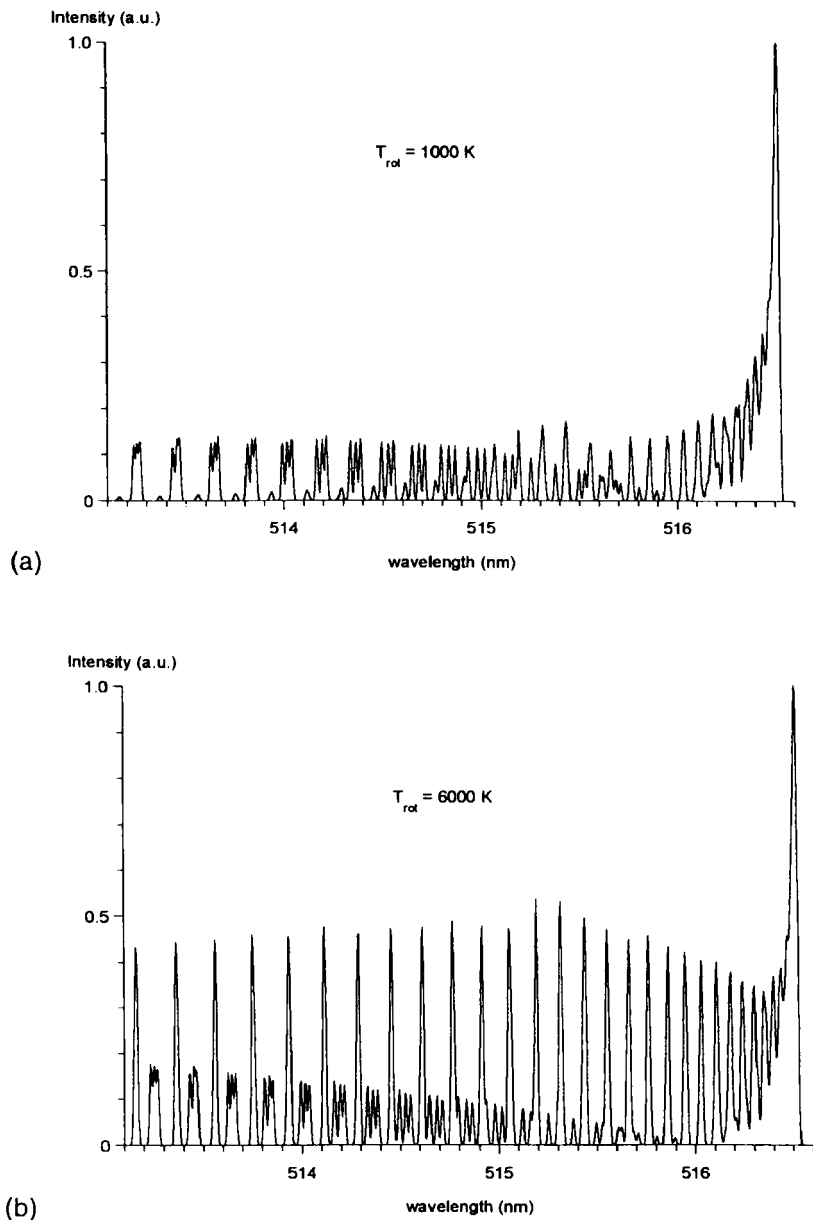 Intensity (a.u.)
1.0
T_rot = 1000 K
0.5
0
514 515 516
wavelength (nm)
(a)
Intensity (a.u.)
1.0
T_rot = 6000 K
0.5
0
514 515 516
wavelength (nm)
(b)